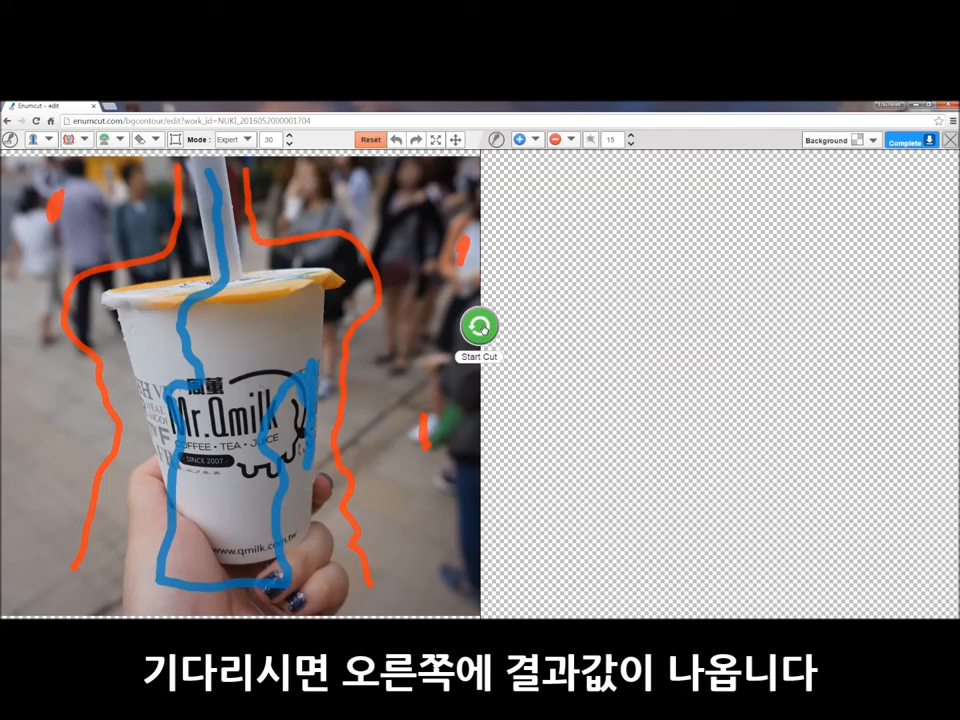 Enumcut - edit
enumcut.com/bgcontour/edit?work_id=NUKI_20160520000001704
Mode : Expert 30 Reset 15 Background Complete
Start Cut
Mr.Qmilk
COFFEE • TEA • JUICE
SINCE 2007
www.qmilk.com.tw
기다리시면 오른쪽에 결과값이 나옵니다